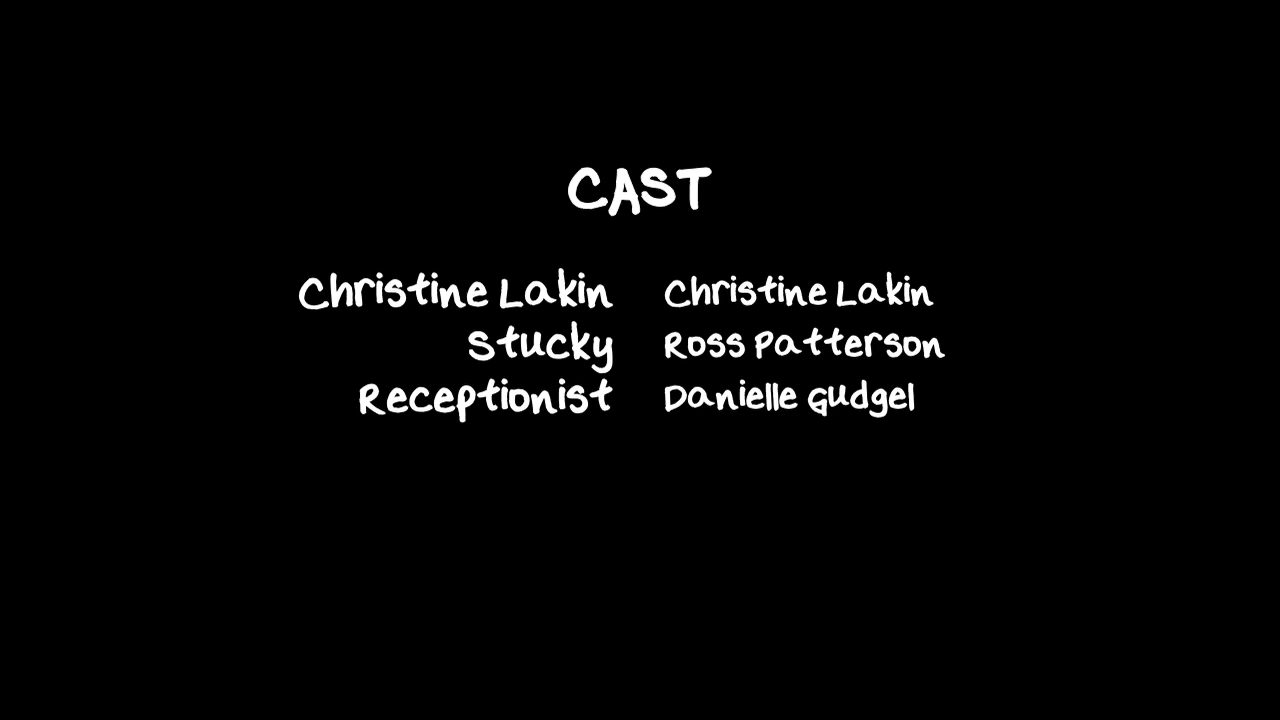 CAST
Christine Lakin Christine Lakin
Stucky Ross Patterson
Receptionist Danielle Gudgel